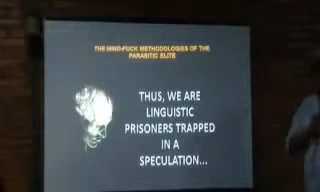 THE MIND-FUCK METHODOLOGIES OF THE
PARASITIC ELITE
THUS, WE ARE
LINGUISTIC
PRISONERS TRAPPED
IN A
SPECULATION...